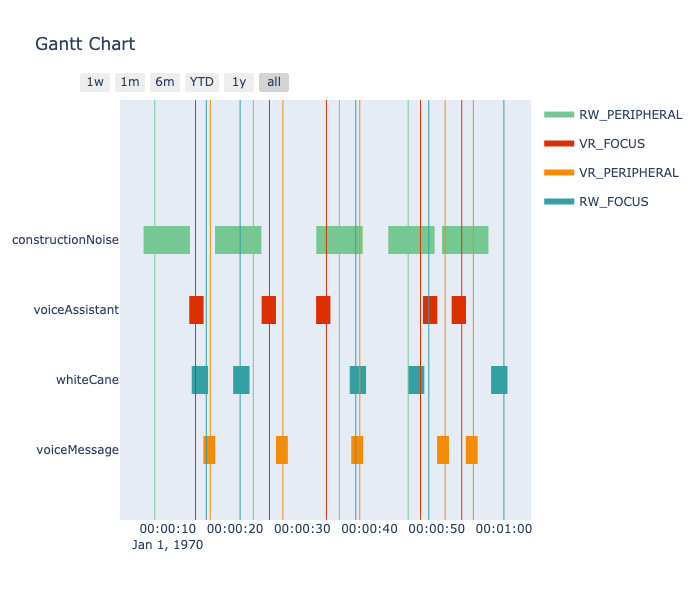 Gantt Chart
1w 1m 6m YTD 1y all
RW_PERIPHERAL
VR_FOCUS
VR_PERIPHERAL
RW_FOCUS
constructionNoise
voiceAssistant
whiteCane
voiceMessage
00:00:10 00:00:20 00:00:30 00:00:40 00:00:50 00:01:00
Jan 1, 1970